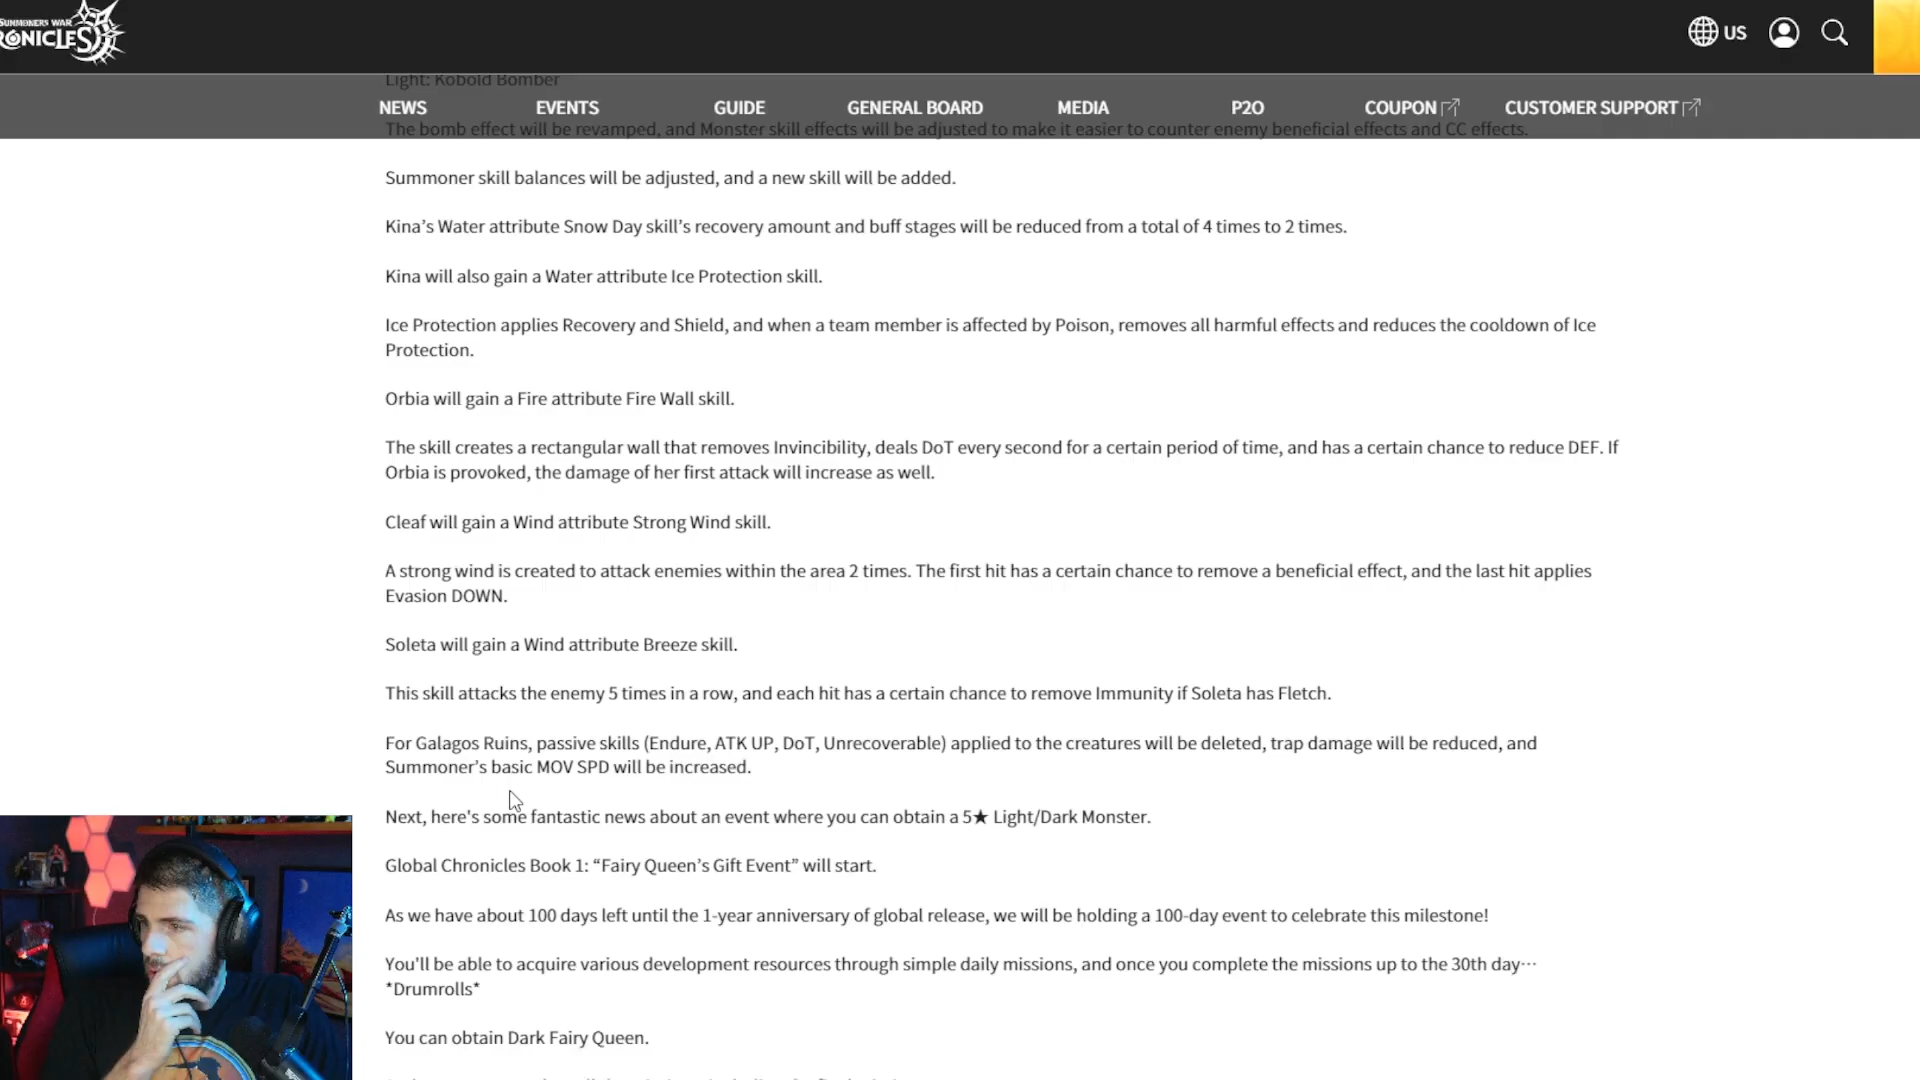 SUMMONERS WAR
US
Light: Kobold Bomber
NEWS EVENTS GUIDE GENERAL BOARD MEDIA P2O COUPON CUSTOMER SUPPORT
The bomb effect will be revamped, and Monster skill effects will be adjusted to make it easier to counter enemy beneficial effects and CC effects.
Summoner skill balances will be adjusted, and a new skill will be added.
Kina’s Water attribute Snow Day skill’s recovery amount and buff stages will be reduced from a total of 4 times to 2 times.
Kina will also gain a Water attribute Ice Protection skill.
Ice Protection applies Recovery and Shield, and when a team member is affected by Poison, removes all harmful effects and reduces the cooldown of Ice
Protection.
Orbia will gain a Fire attribute Fire Wall skill.
The skill creates a rectangular wall that removes Invincibility, deals DoT every second for a certain period of time, and has a certain chance to reduce DEF. If
Orbia is provoked, the damage of her first attack will increase as well.
Cleaf will gain a Wind attribute Strong Wind skill.
A strong wind is created to attack enemies within the area 2 times. The first hit has a certain chance to remove a beneficial effect, and the last hit applies
Evasion DOWN.
Soleta will gain a Wind attribute Breeze skill.
This skill attacks the enemy 5 times in a row, and each hit has a certain chance to remove Immunity if Soleta has Fletch.
For Galagos Ruins, passive skills (Endure, ATK UP, DoT, Unrecoverable) applied to the creatures will be deleted, trap damage will be reduced, and
Summoner’s basic MOV SPD will be increased.
Next, here's some fantastic news about an event where you can obtain a 5★ Light/Dark Monster.
Global Chronicles Book 1: “Fairy Queen’s Gift Event” will start.
As we have about 100 days left until the 1-year anniversary of global release, we will be holding a 100-day event to celebrate this milestone!
You'll be able to acquire various development resources through simple daily missions, and once you complete the missions up to the 30th day⋯
*Drumrolls*
You can obtain Dark Fairy Queen.